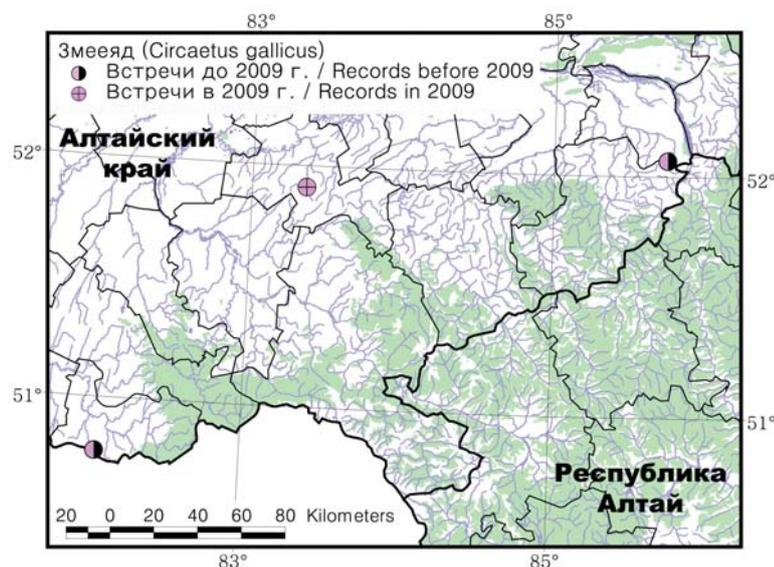 83°
85°
Змееяд (Circaetus gallicus)
Встречи до 2009 г. / Records before 2009
Встречи в 2009 г. / Records in 2009
Алтайский
край
52°
52°
51°
51°
Республика
Алтай
20 0 20 40 60 80 Kilometers
83°
85°